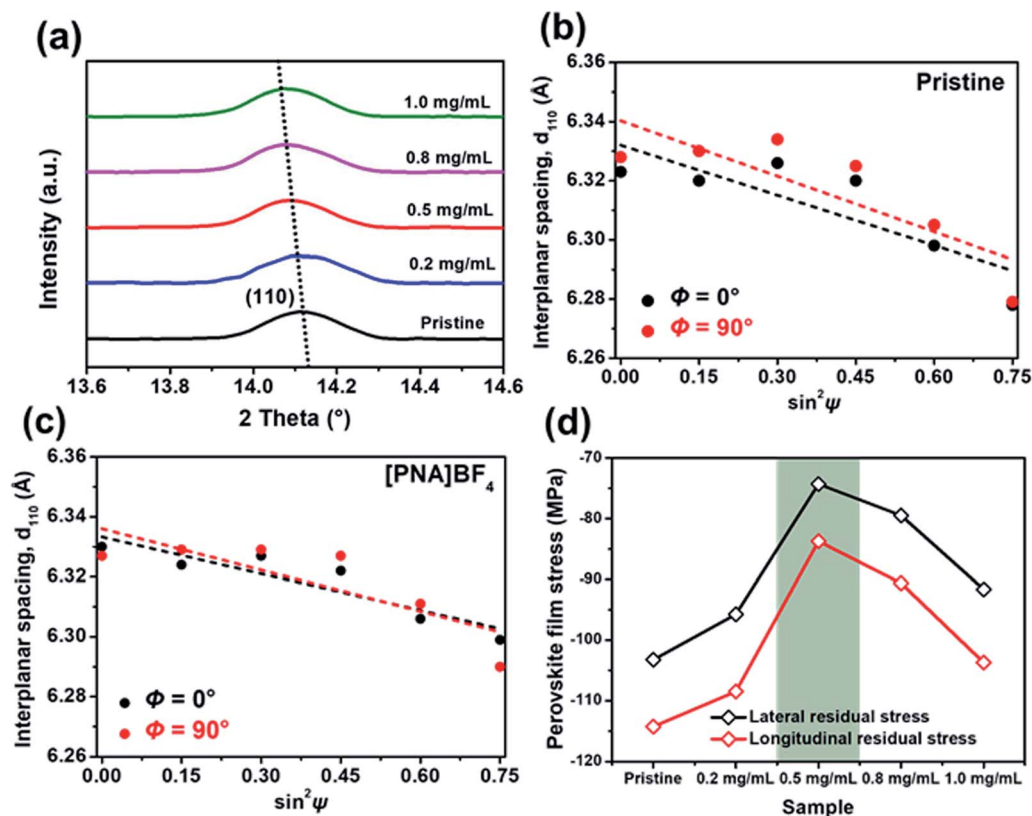 (a)
Intensity (a.u.)
1.0 mg/mL
0.8 mg/mL
0.5 mg/mL
0.2 mg/mL
(110)
Pristine
13.6 13.8 14.0 14.2 14.4 14.6
2 Theta (°)
(b)
Interplanar spacing, d₁₁₀ (Å)
6.36
6.34
6.32
6.30
6.28
6.26
Pristine
Φ = 0°
Φ = 90°
0.00 0.15 0.30 0.45 0.60 0.75
sin²ψ
(c)
Interplanar spacing, d₁₁₀ (Å)
6.36
6.34
6.32
6.30
6.28
6.26
[PNA]BF₄
Φ = 0°
Φ = 90°
0.00 0.15 0.30 0.45 0.60 0.75
sin²ψ
(d)
Perovskite film stress (MPa)
-70
-80
-90
-100
-110
-120
Lateral residual stress
Longitudinal residual stress
Pristine 0.2 mg/mL 0.5 mg/mL 0.8 mg/mL 1.0 mg/mL
Sample